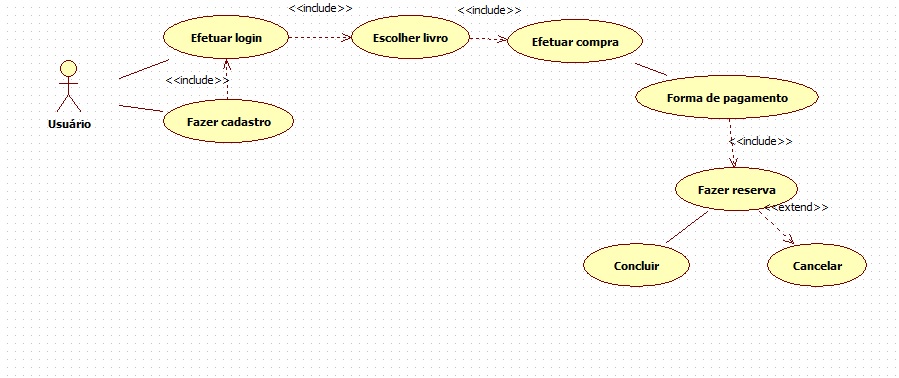 <<include>>
<<include>>
Efetuar login
Escolher livro
Efetuar compra
<<include>>
Forma de pagamento
Usuário
Fazer cadastro
<<include>>
Fazer reserva
<<extend>>
Concluir
Cancelar